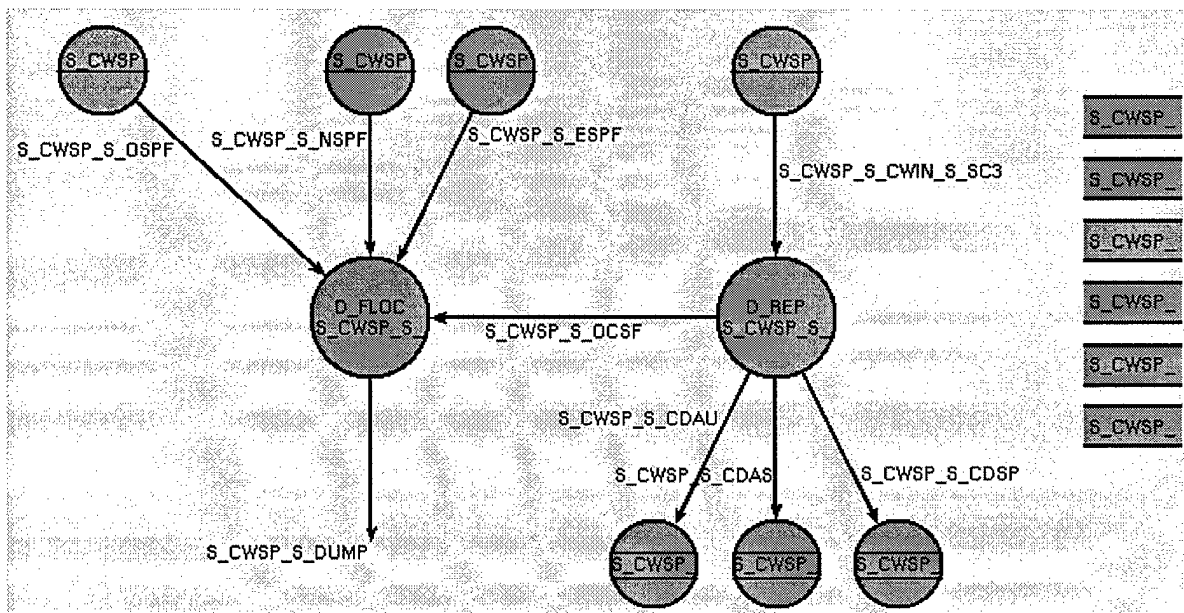 S_CWSP
S_CWSP
S_CWSP
S_CWSP
S_CWSP_
S_CWSP_S_OSPF
S_CWSP_S_NSPF
S_CWSP_S_ESPF
S_CWSP_S_CWIN_S_SC3
S_CWSP_
S_CWSP_
D_FLOC
S_CWSP_S_
S_CWSP_S_OCSF
D_REP
S_CWSP_S_
S_CWSP_
S_CWSP_
S_CWSP_S_CDAU
S_CWSP_
S_CWSP_S_CDAS
S_CWSP_S_CDSP
S_CWSP_S_DUMP
S_CWSP_
S_CWSP_
S_CWSP_